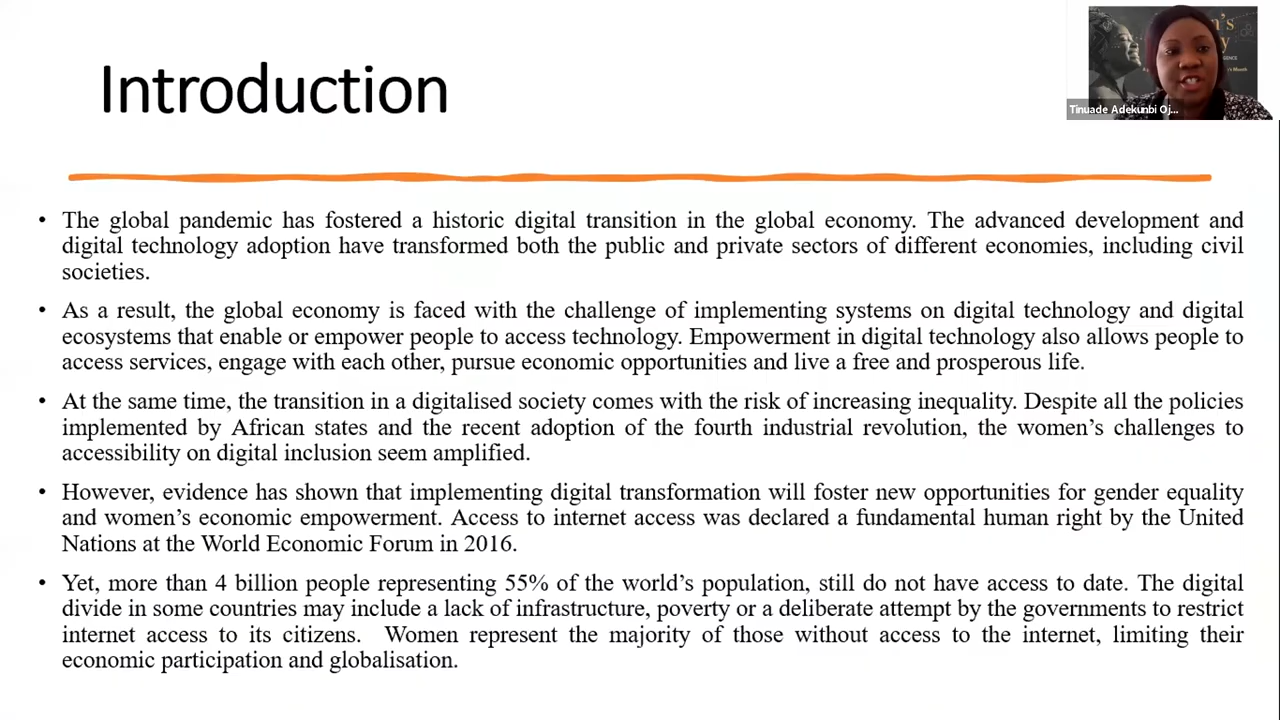 Introduction
• The global pandemic has fostered a historic digital transition in the global economy. The advanced development and
digital technology adoption have transformed both the public and private sectors of different economies, including civil
societies.
• As a result, the global economy is faced with the challenge of implementing systems on digital technology and digital
ecosystems that enable or empower people to access technology. Empowerment in digital technology also allows people to
access services, engage with each other, pursue economic opportunities and live a free and prosperous life.
• At the same time, the transition in a digitalised society comes with the risk of increasing inequality. Despite all the policies
implemented by African states and the recent adoption of the fourth industrial revolution, the women's challenges to
accessibility on digital inclusion seem amplified.
• However, evidence has shown that implementing digital transformation will foster new opportunities for gender equality
and women's economic empowerment. Access to internet access was declared a fundamental human right by the United
Nations at the World Economic Forum in 2016.
• Yet, more than 4 billion people representing 55% of the world's population, still do not have access to date. The digital
divide in some countries may include a lack of infrastructure, poverty or a deliberate attempt by the governments to restrict
internet access to its citizens. Women represent the majority of those without access to the internet, limiting their
economic participation and globalisation.
Tinuade Adekunbi Oj...